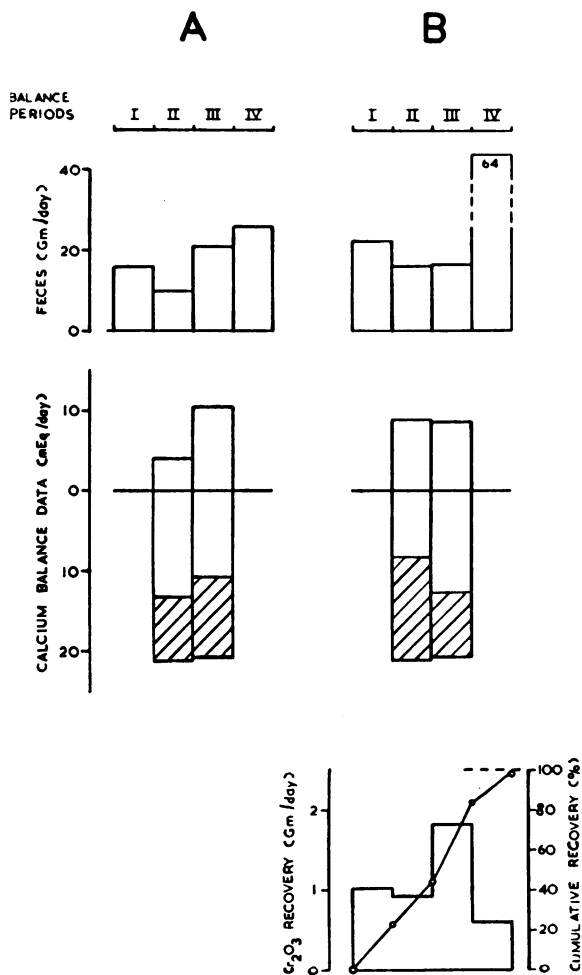 A B
BALANCE
PERIODS
I II III IV I II III IV
FECES (Gm/day)
40
20
0
64
CALCIUM BALANCE DATA (mEq/day)
10
0
10
20
Cr2O3 RECOVERY (Gm/day)
2
1
0
100
80
60
40
20
0
CUMULATIVE RECOVERY (%)